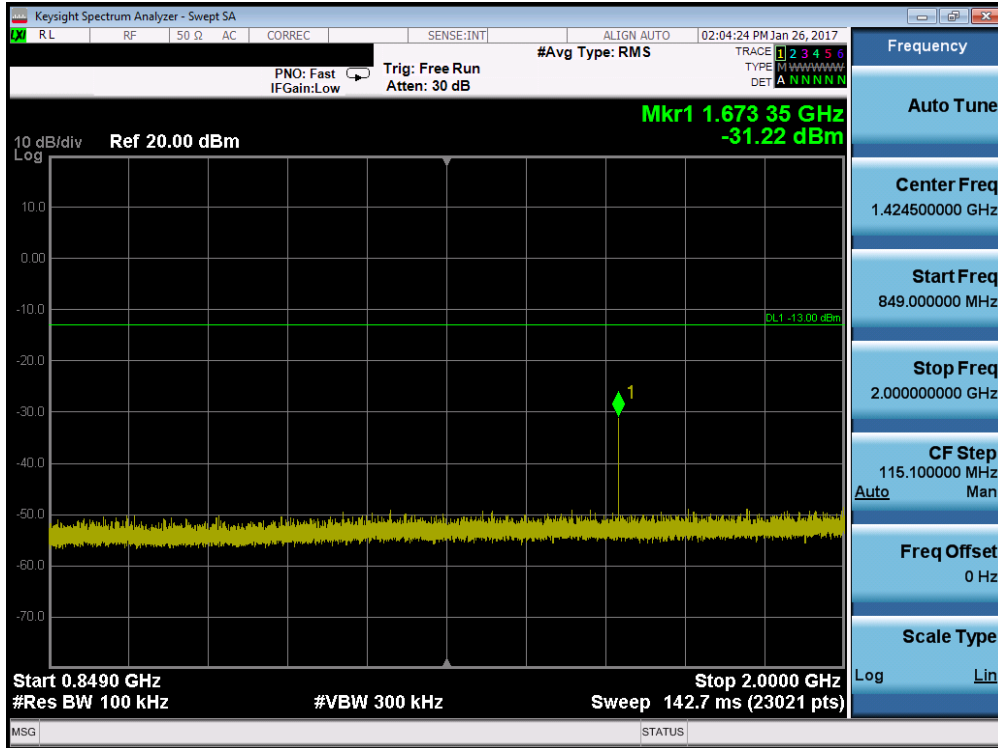 Keysight Spectrum Analyzer - Swept SA
LXI RL RF 50 Ω AC CORREC SENSE:INT ALIGN AUTO 02:04:24 PM Jan 26, 2017
#Avg Type: RMS
TRACE 1 2 3 4 5 6
TYPE M WWWWW
DET A N N N N N
PNO: Fast
IFGain:Low
Trig: Free Run
Atten: 30 dB
Mkr1 1.673 35 GHz
-31.22 dBm
10 dB/div
Log
Ref 20.00 dBm
10.0
0.00
-10.0
DL1 -13.00 dBm
-20.0
1
-30.0
-40.0
-50.0
-60.0
-70.0
Start 0.8490 GHz
Stop 2.0000 GHz
#Res BW 100 kHz
#VBW 300 kHz
Sweep 142.7 ms (23021 pts)
MSG
STATUS
Frequency
Auto Tune
Center Freq
1.424500000 GHz
Start Freq
849.000000 MHz
Stop Freq
2.000000000 GHz
CF Step
115.100000 MHz
Auto Man
Freq Offset
0 Hz
Scale Type
Log Lin